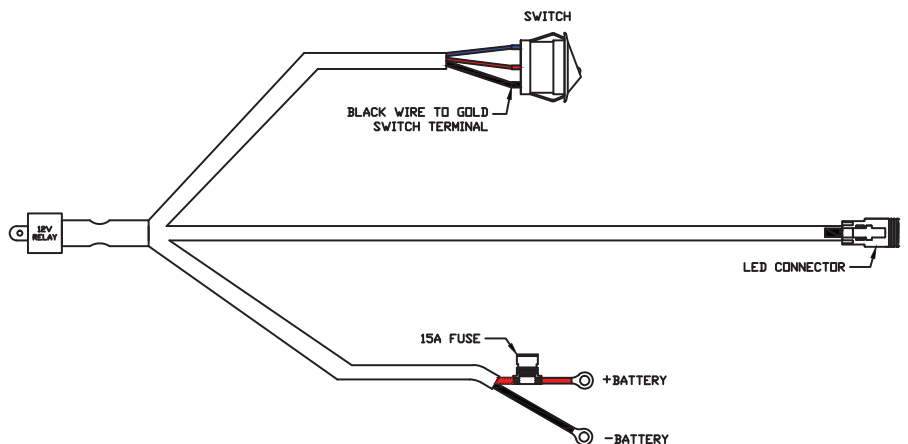 SWITCH
BLACK WIRE TO GOLD
SWITCH TERMINAL
12V
RELAY
LED CONNECTOR
15A FUSE
+BATTERY
-BATTERY